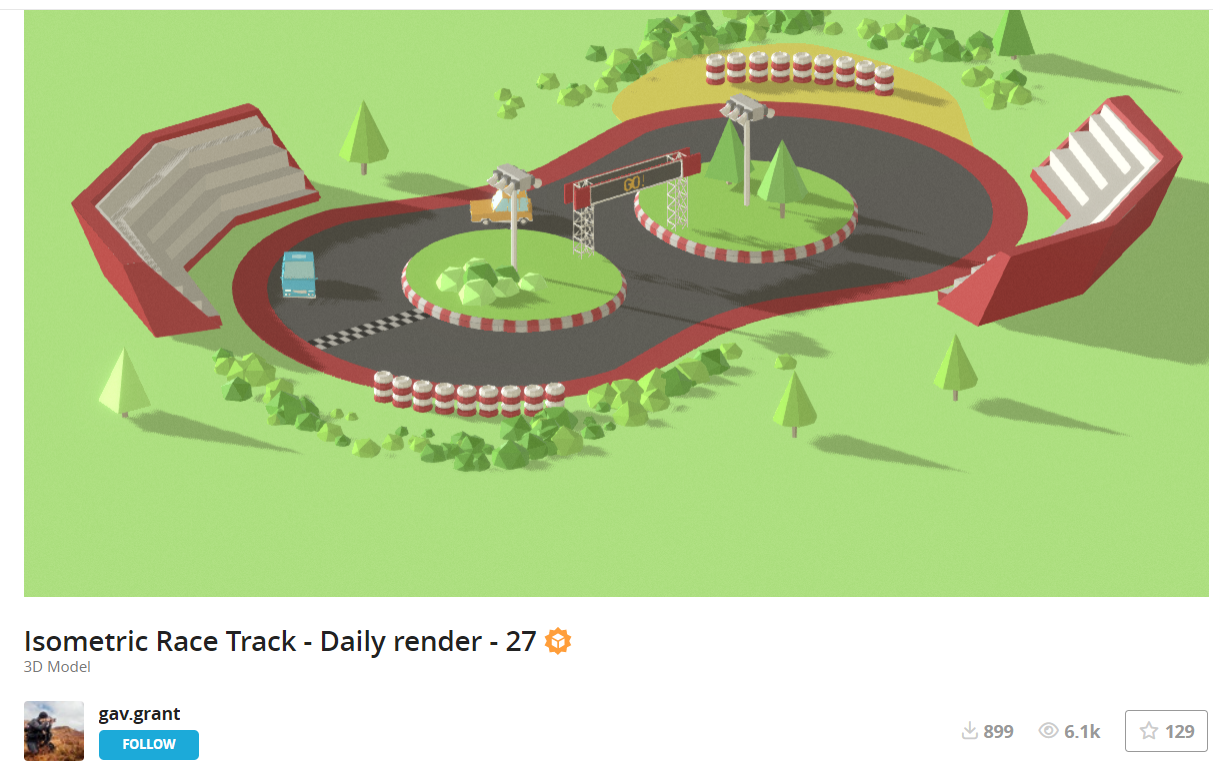 GO!
Isometric Race Track - Daily render - 27
3D Model
gav.grant
FOLLOW
899
6.1k
129